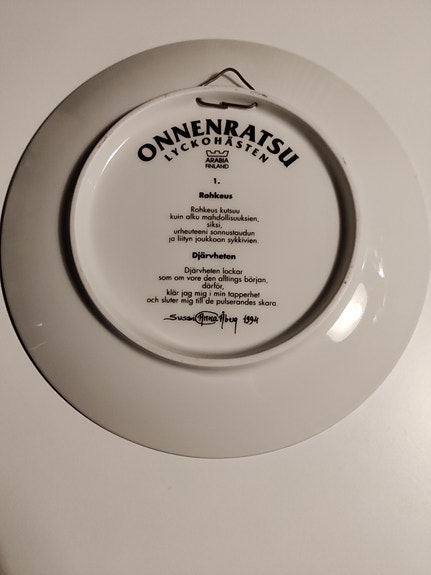 ONNENRATSU
LYCKOHÄSTEN
ARABIA
FINLAND
1.
Rohkeus
Rohkeus kutsuu
kuin alku mahdollisuuksien,
siksi,
urheuteeni sonnustaudun
ja liityn joukkoon sykkivien.
Djärvheten
Djärvheten lockar
som om vore den alltings början,
därför,
klär jag mig i min tapperhet
och sluter mig till de pulserandes skara.
Anna Åberg 1994